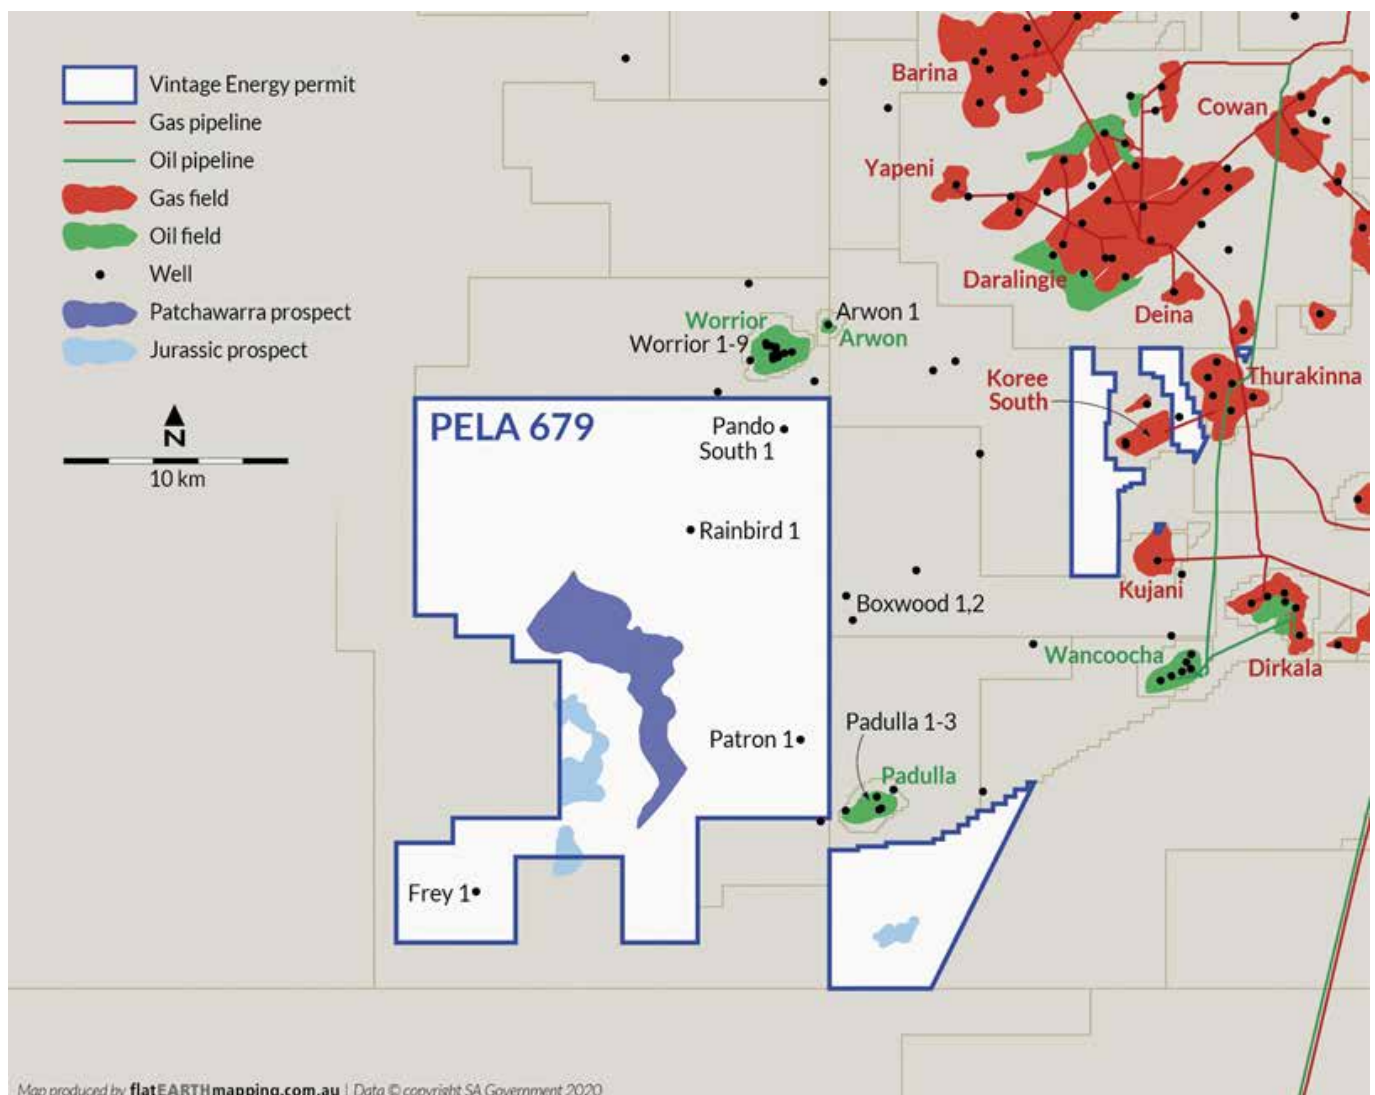 Vintage Energy permit
Gas pipeline
Oil pipeline
Gas field
Oil field
Well
Patchawarra prospect
Jurassic prospect
N
10 km
Barina
Cowan
Yapeni
Daralingie
Deina
Worrior
Arwon 1
Worrior 1-9
Arwon
Koree
South
Thurakinna
PELA 679
Pando
South 1
Rainbird 1
Kujani
Boxwood 1,2
Wancoocha
Dirkala
Padulla 1-3
Patron 1
Padulla
Frey 1
Map produced by flatEARTHmapping.com.au | Data © copyright SA Government 2020